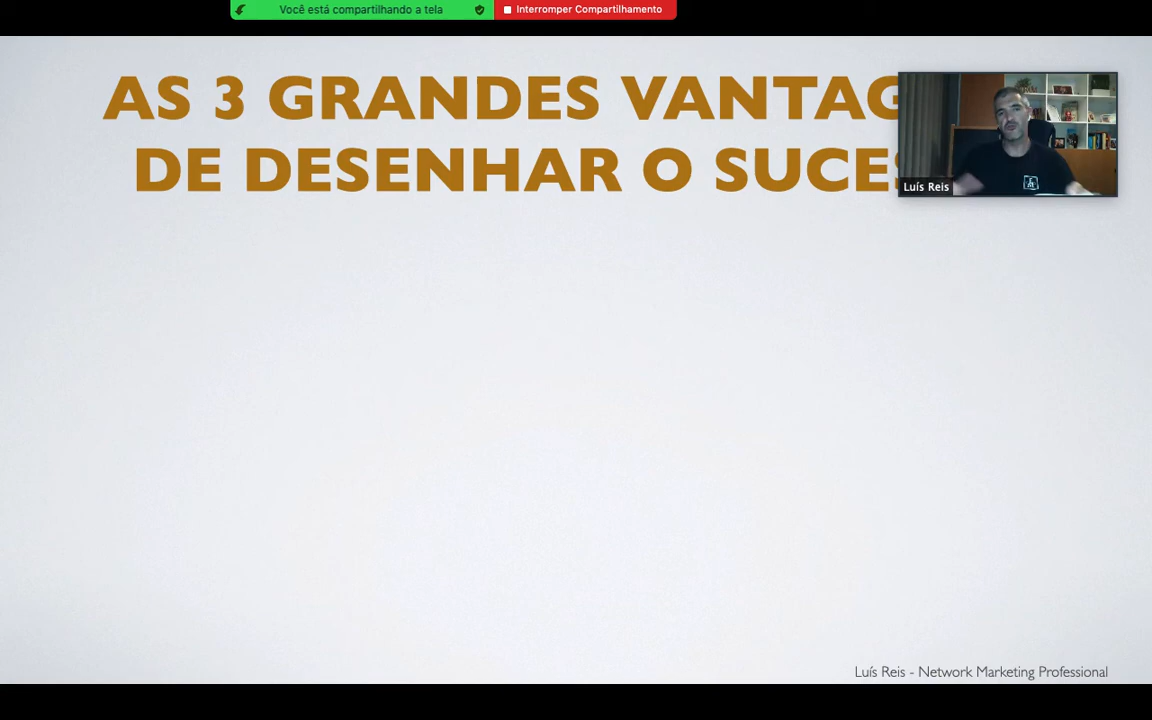 Você está compartilhando a tela
Interromper Compartilhamento
AS 3 GRANDES VANTAG
DE DESENHAR O SUCES
Luís Reis
Luís Reis - Network Marketing Professional